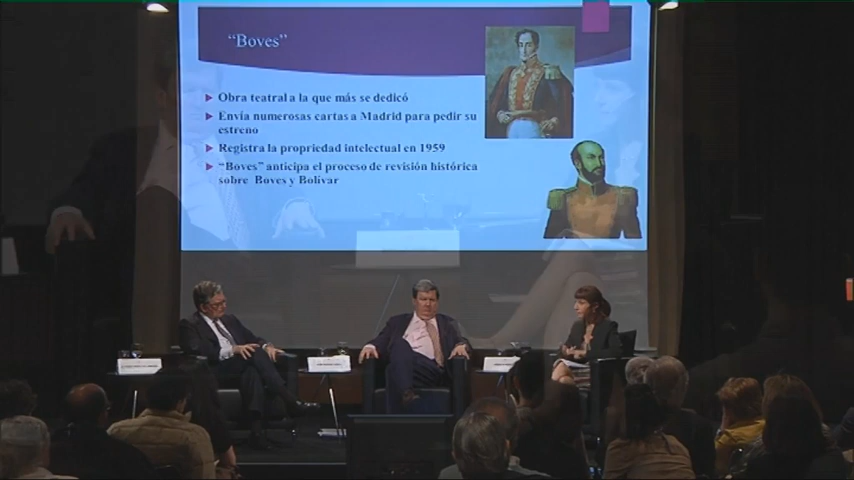 “Boves”
Obra teatral a la que más se dedicó
Envía numerosas cartas a Madrid para pedir su
estreno
Registra la propriedad intelectual en 1959
“Boves” anticipa el proceso de revisión histórica
sobre Boves y Bolívar